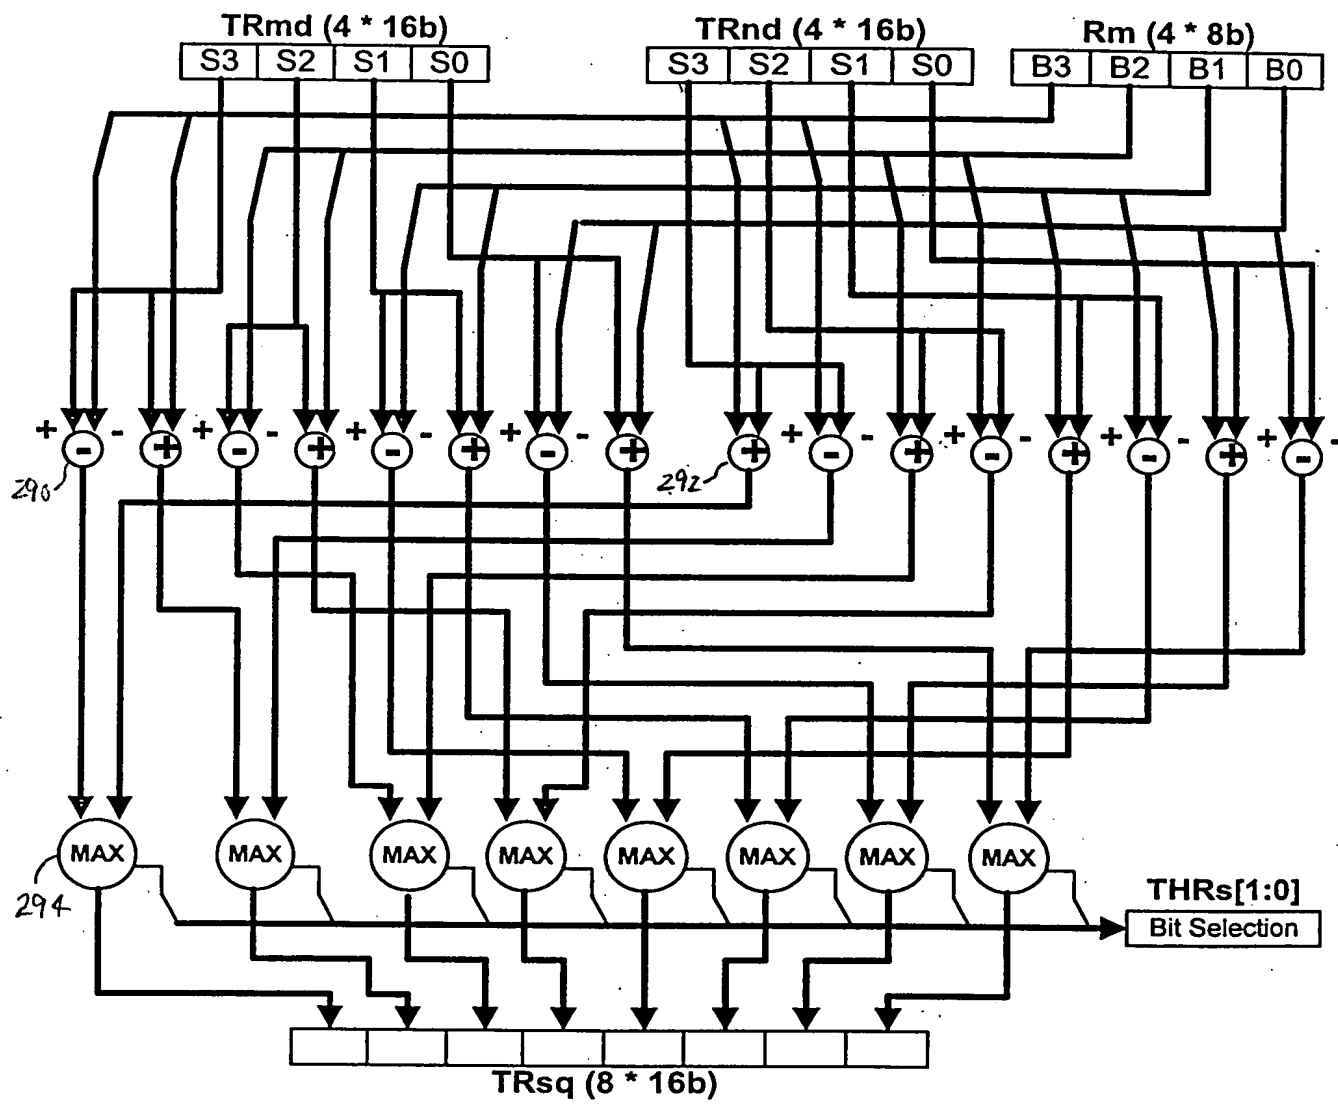 TRmd (4 * 16b) TRnd (4 * 16b) Rm (4 * 8b)
S3 S2 S1 S0 S3 S2 S1 S0 B3 B2 B1 B0
+ - + - + - + - + - + - + - + -
- + - + - + - + + - + - + - + -
290 292
MAX MAX MAX MAX MAX MAX MAX MAX
294
THRs[1:0]
Bit Selection
TRsq (8 * 16b)